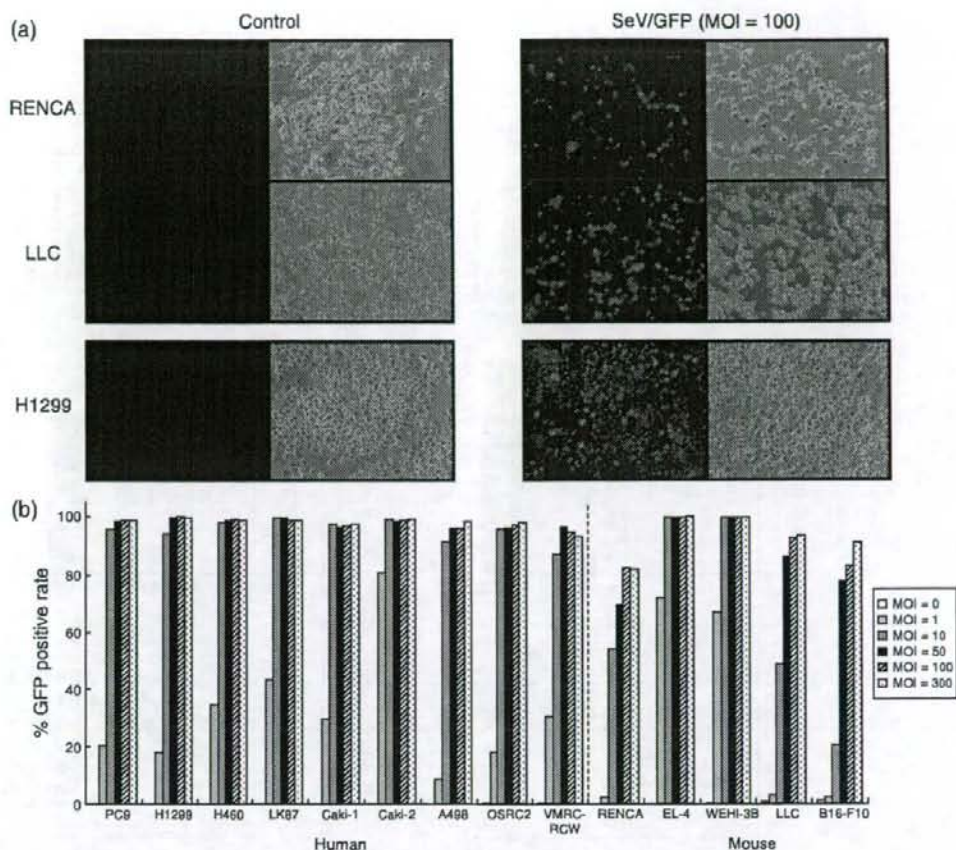 (a)
Control
SeV/GFP (MOI = 100)
RENCA
LLC
H1299
(b)
% GFP positive rate
100
80
60
40
20
0
PC9
H1299
H460
LK87
Caki-1
Caki-2
A498
OSRC2
VMRC-
RCW
RENCA
EL-4
WEHI-3B
LLC
B16-F10
Human
Mouse
MOI = 0
MOI = 1
MOI = 10
MOI = 50
MOI = 100
MOI = 300